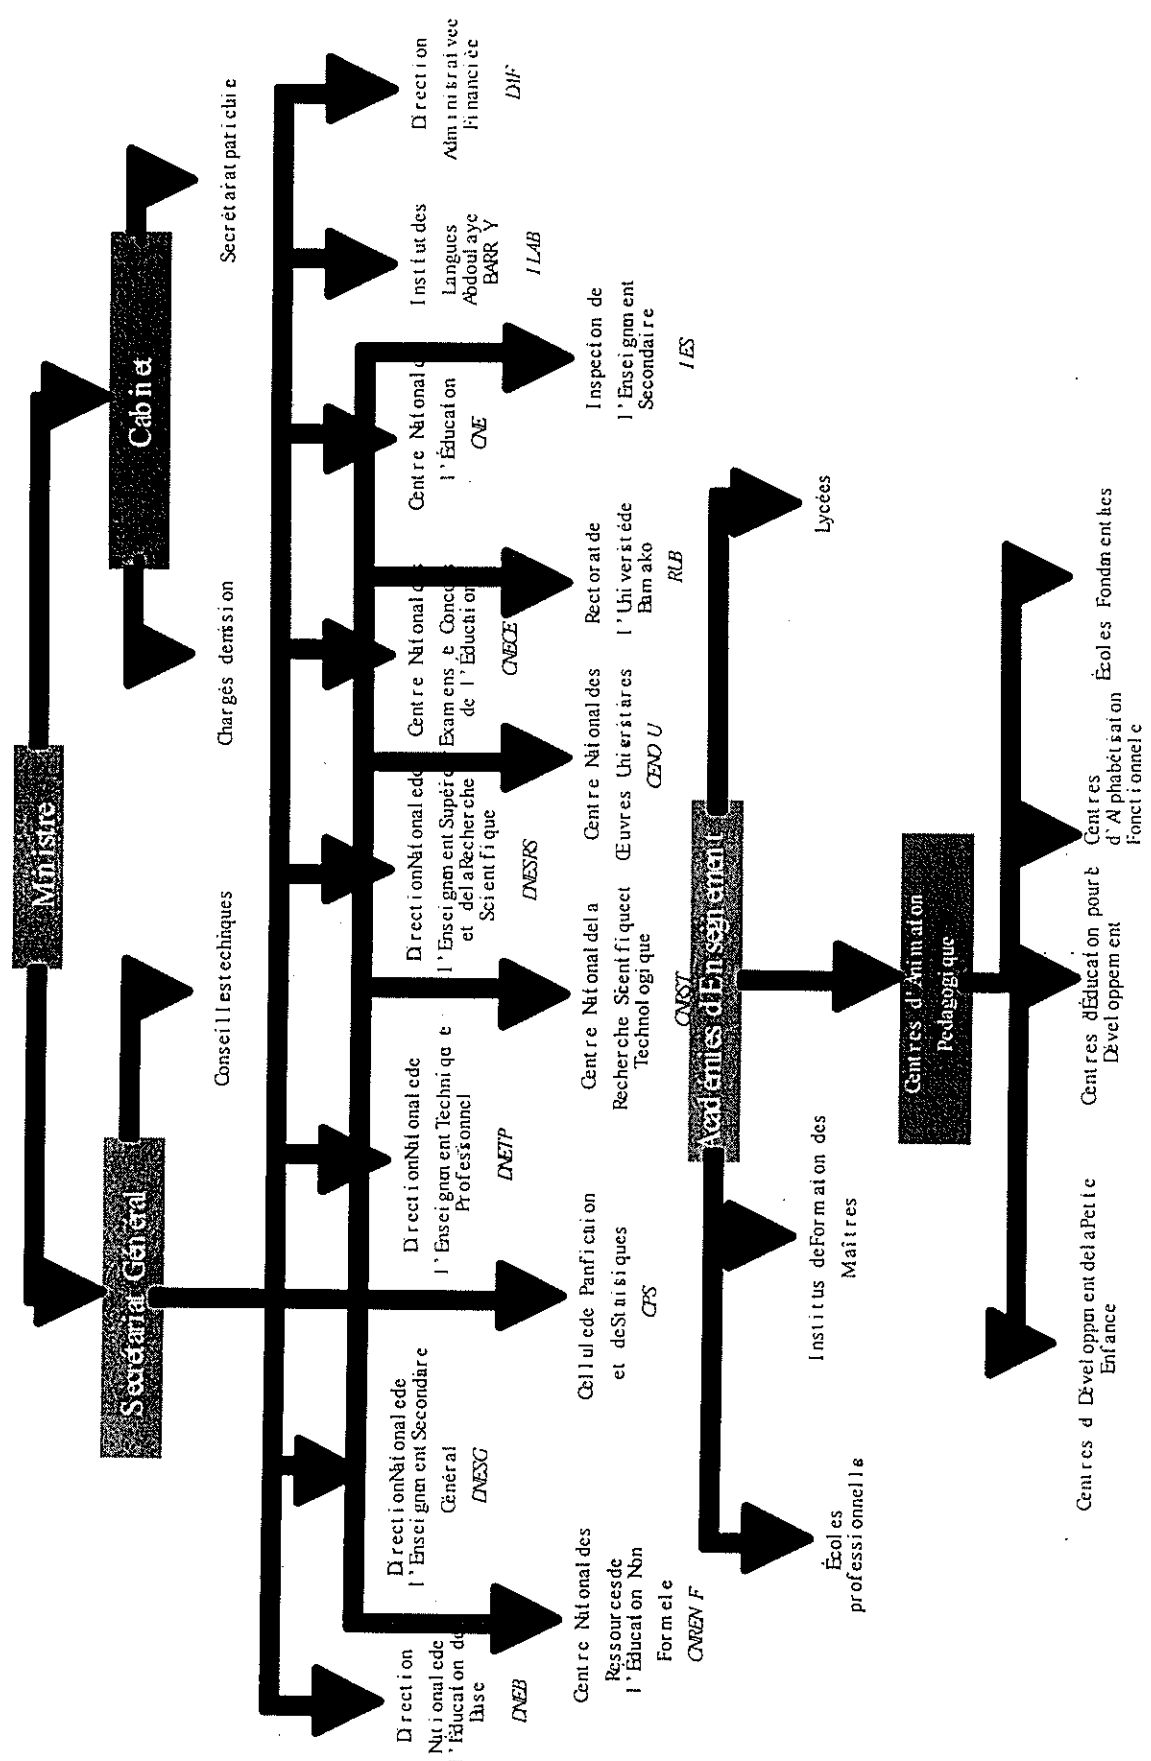 Ministre
Secrétariat Général
Cabinet
Conseillers techniques
Chargés de mission
Secrétariat particulier
Direction
Nationale de
l'Éducation de
Base
DNEB
Direction Nationale de
l'Enseignement Secondaire
Général
DNESG
Direction Nationale de
l'Enseignement Technique et
Professionnel
DNETP
Direction Nationale de
l'Enseignement Supérieur
et de la Recherche
Scientifique
DNESRS
Centre National des
Examens et Concours
de l'Éducation
CNECE
Centre National de
l'Éducation
CNE
Institut des
Langues
Abdoulaye
BARRY
ILAB
Direction
Administrative et
Financière
DAF
Centre National des
Ressources de
l'Éducation Non
Formelle
CNREN F
Cellule de Planification
et de Statistiques
CPS
Centre National de la
Recherche Scientifique et
Technologique
CNRST
Centre National des
Œuvres Universitaires
CENO U
Rectorat de
l'Université de
Bamako
RUB
Inspection de
l'Enseignement
Secondaire
IES
Académies d'Enseignement
Écoles
professionnelles
Instituts de Formation des
Maîtres
Lycées
Centres d'Animation
Pédagogique
Centres d Développement de la Petite
Enfance
Centres d'Éducation pour le
Développement
Centres
d'Alphabétisation
Fonctionnelle
Écoles Fondamentales